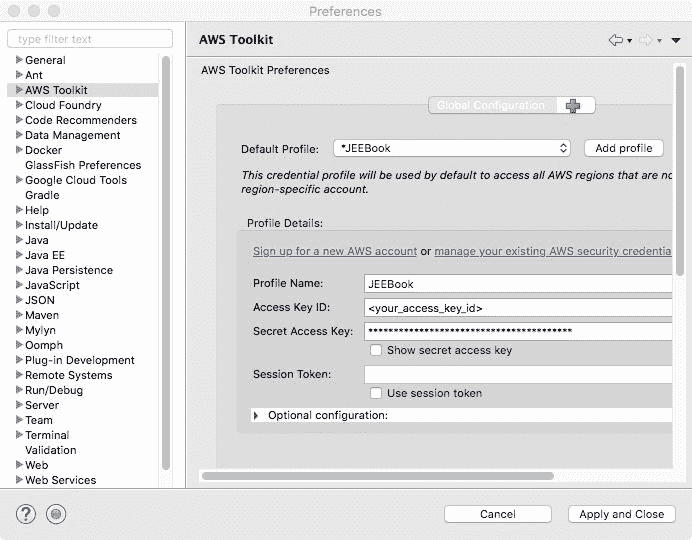 Preferences
type filter text
General
Ant
AWS Toolkit
Cloud Foundry
Code Recommenders
Data Management
Docker
GlassFish Preferences
Google Cloud Tools
Gradle
Help
Install/Update
Java
Java EE
Java Persistence
JavaScript
JSON
Maven
Mylyn
Oomph
Plug-in Development
Remote Systems
Run/Debug
Server
Team
Terminal
Validation
Web
Web Services
AWS Toolkit
AWS Toolkit Preferences
Global Configuration
Default Profile: *JEEBook Add profile
This credential profile will be used by default to access all AWS regions that are no
region-specific account.
Profile Details:
Sign up for a new AWS account or manage your existing AWS security credentia
Profile Name: JEEBook
Access Key ID: <your_access_key_id>
Secret Access Key: ****************************************
Show secret access key
Session Token:
Use session token
Optional configuration:
Cancel Apply and Close